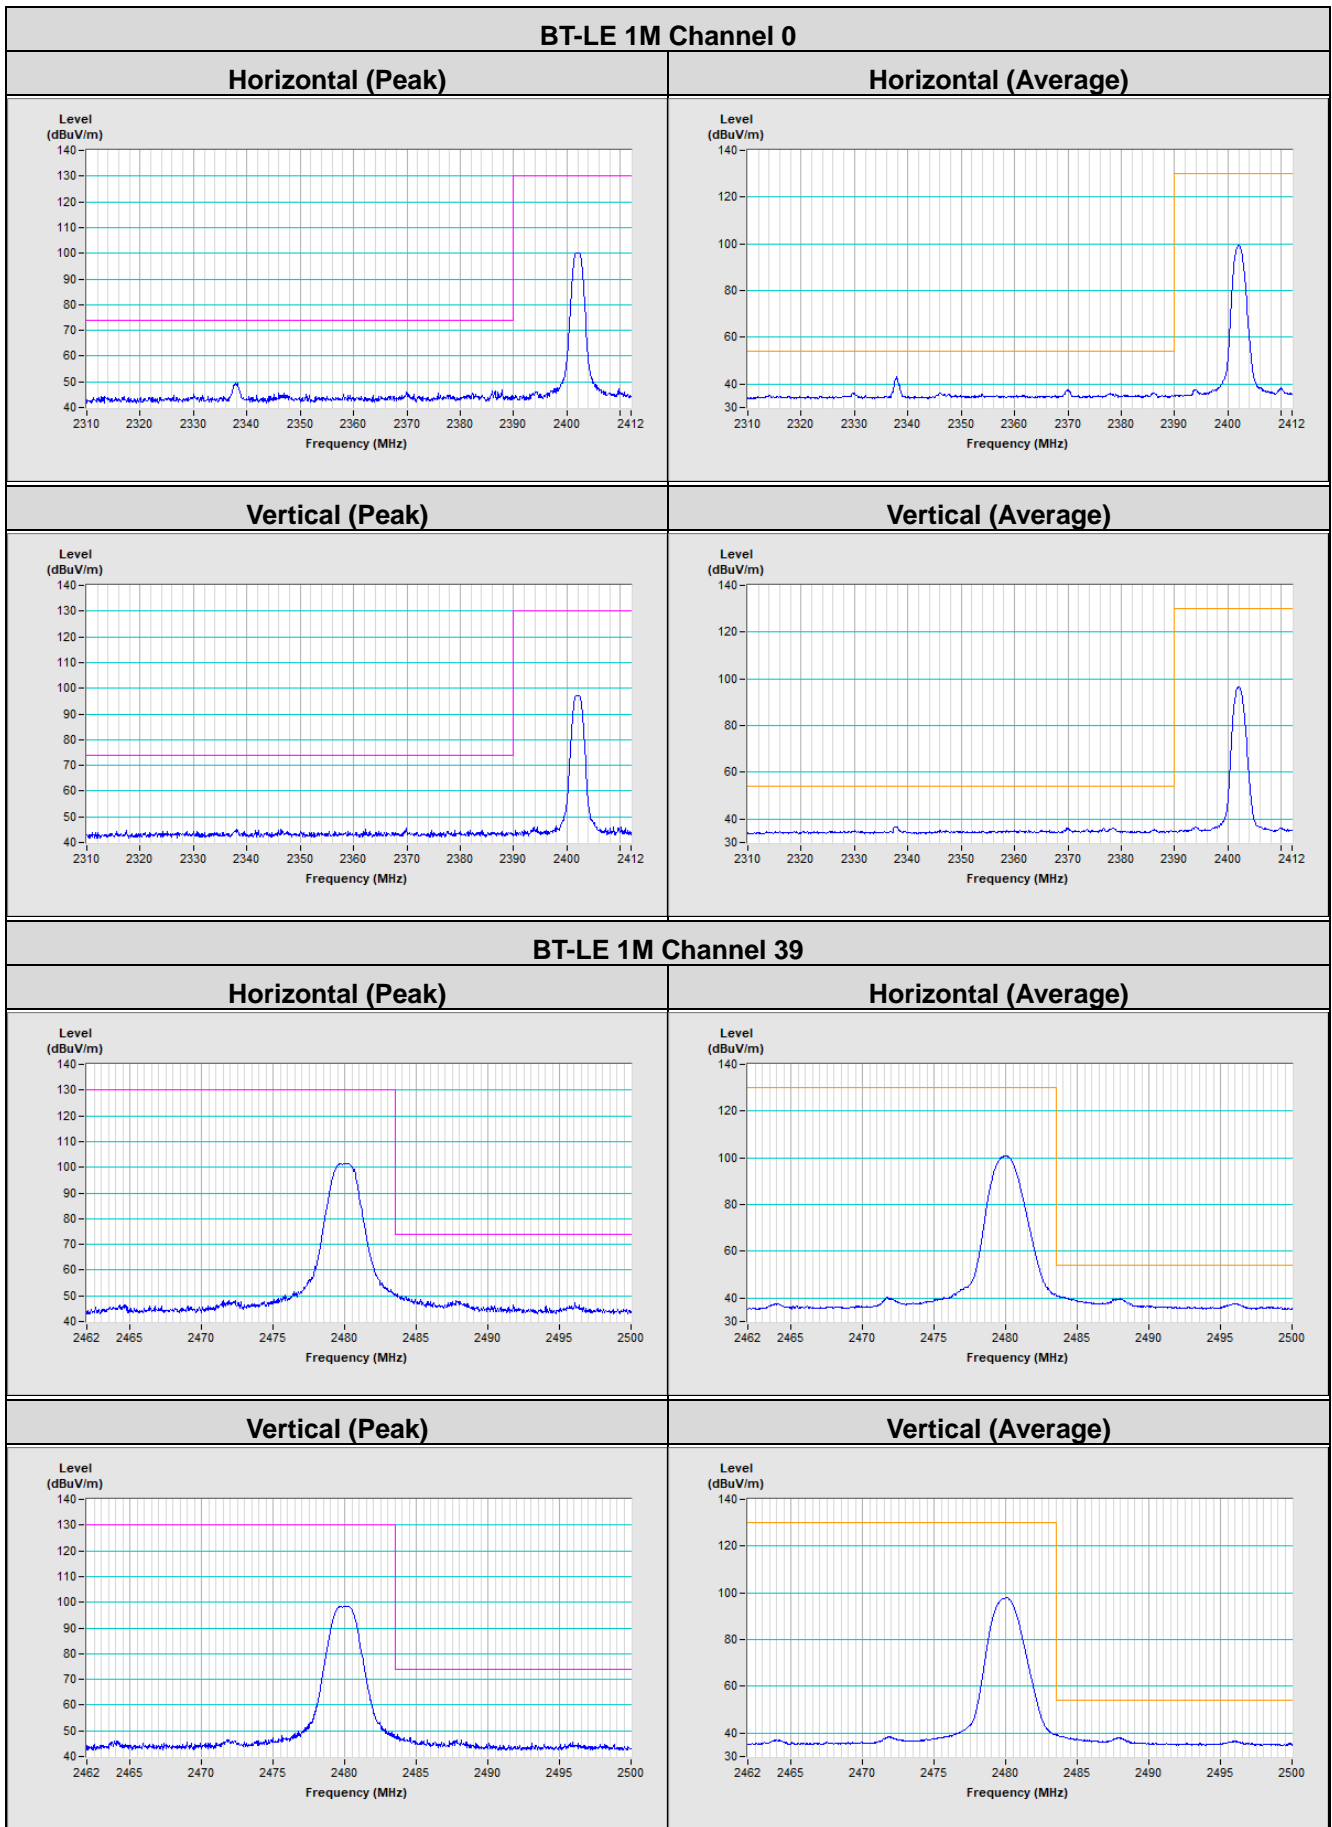 BT-LE 1M Channel 0
Horizontal (Peak)
Horizontal (Average)
Level
(dBuV/m)
140
130
120
110
100
90
80
70
60
50
40
2310 2320 2330 2340 2350 2360 2370 2380 2390 2400 2412
Frequency (MHz)
Level
(dBuV/m)
140
120
100
80
60
40
30
2310 2320 2330 2340 2350 2360 2370 2380 2390 2400 2412
Frequency (MHz)
Vertical (Peak)
Vertical (Average)
Level
(dBuV/m)
140
130
120
110
100
90
80
70
60
50
40
2310 2320 2330 2340 2350 2360 2370 2380 2390 2400 2412
Frequency (MHz)
Level
(dBuV/m)
140
120
100
80
60
40
30
2310 2320 2330 2340 2350 2360 2370 2380 2390 2400 2412
Frequency (MHz)
BT-LE 1M Channel 39
Horizontal (Peak)
Horizontal (Average)
Level
(dBuV/m)
140
130
120
110
100
90
80
70
60
50
40
2462 2465 2470 2475 2480 2485 2490 2495 2500
Frequency (MHz)
Level
(dBuV/m)
140
120
100
80
60
40
30
2462 2465 2470 2475 2480 2485 2490 2495 2500
Frequency (MHz)
Vertical (Peak)
Vertical (Average)
Level
(dBuV/m)
140
130
120
110
100
90
80
70
60
50
40
2462 2465 2470 2475 2480 2485 2490 2495 2500
Frequency (MHz)
Level
(dBuV/m)
140
120
100
80
60
40
30
2462 2465 2470 2475 2480 2485 2490 2495 2500
Frequency (MHz)